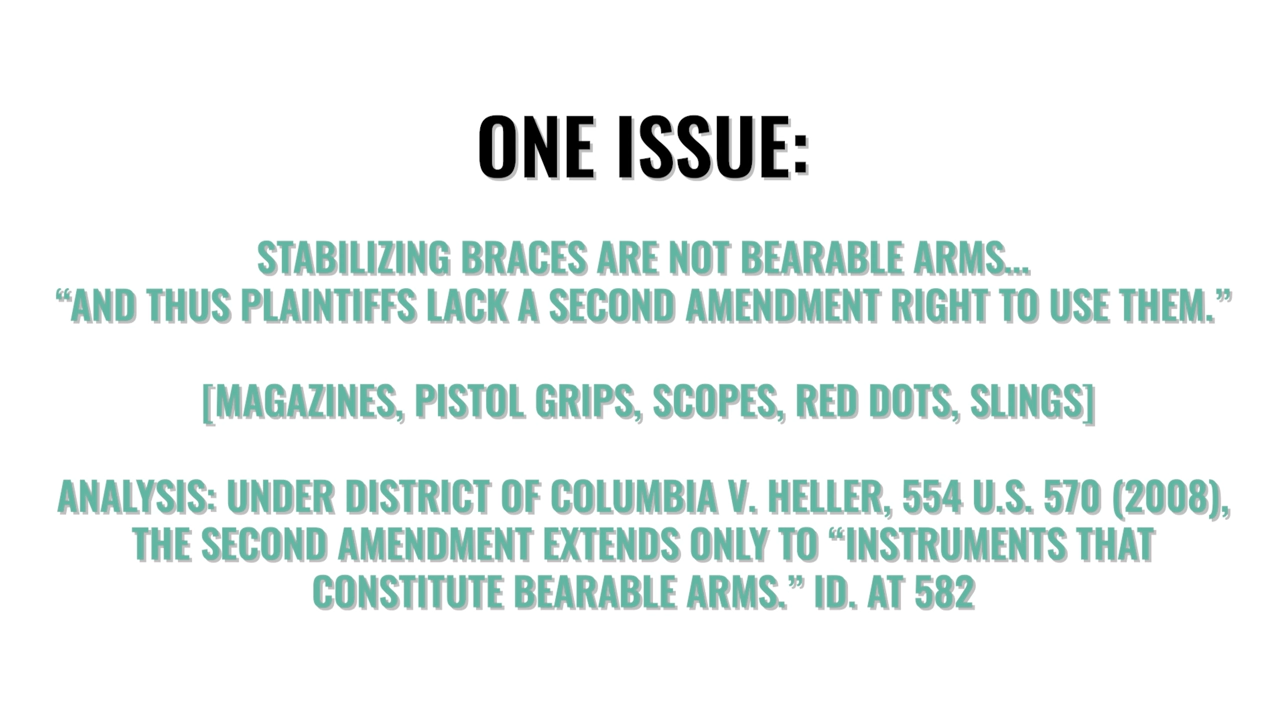 ONE ISSUE:
STABILIZING BRACES ARE NOT BEARABLE ARMS...
“AND THUS PLAINTIFFS LACK A SECOND AMENDMENT RIGHT TO USE THEM.”
[MAGAZINES, PISTOL GRIPS, SCOPES, RED DOTS, SLINGS]
ANALYSIS: UNDER DISTRICT OF COLUMBIA V. HELLER, 554 U.S. 570 (2008),
THE SECOND AMENDMENT EXTENDS ONLY TO “INSTRUMENTS THAT
CONSTITUTE BEARABLE ARMS.” ID. AT 582